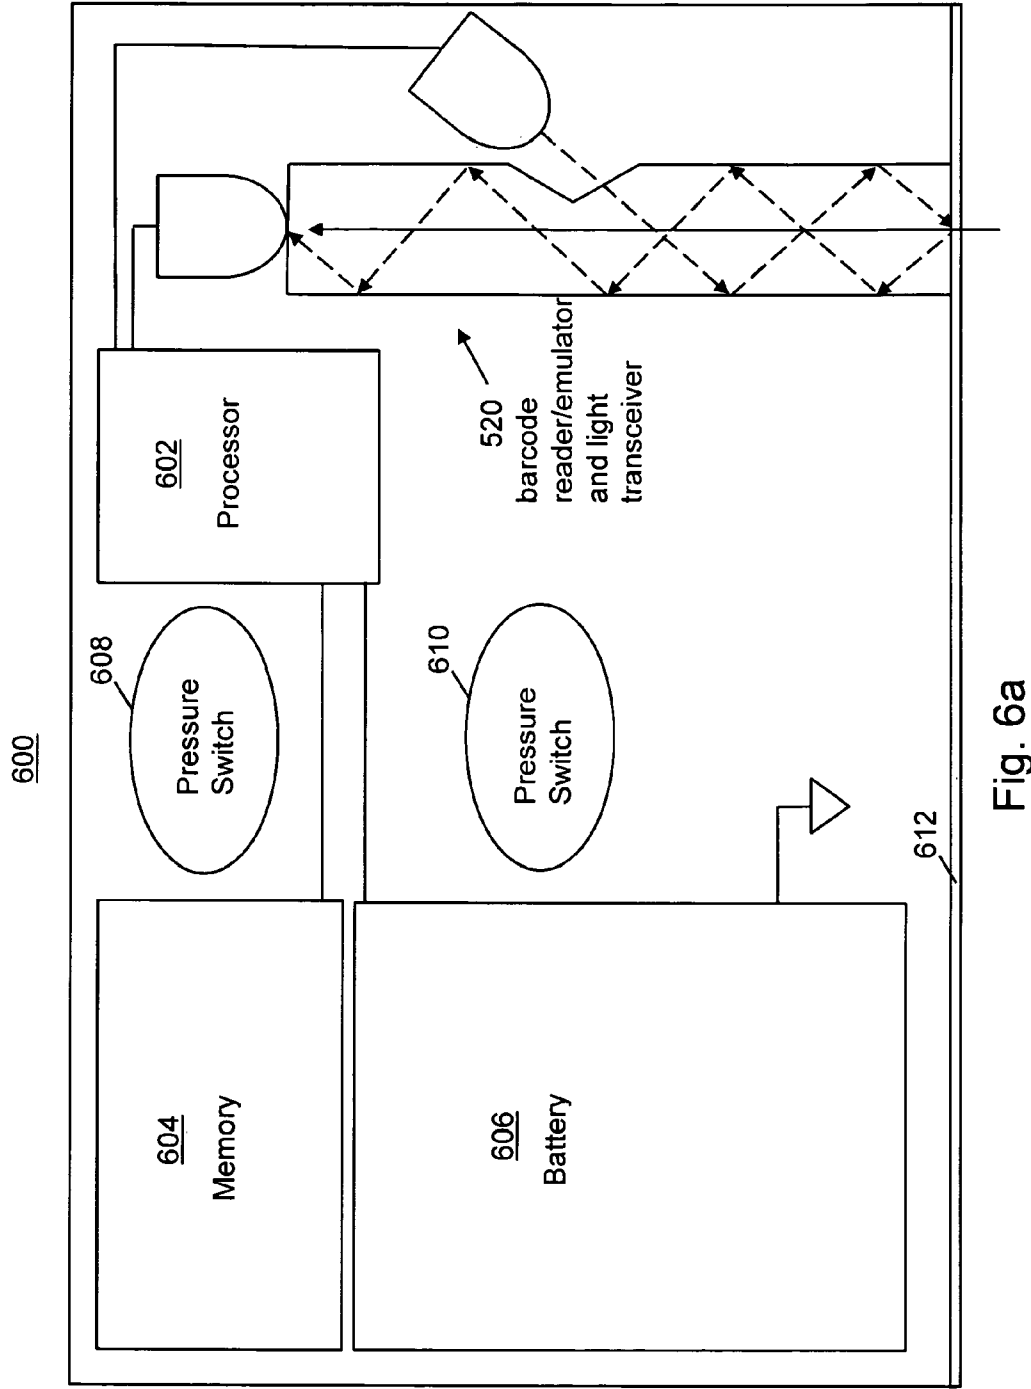 600
604
Memory
606
Battery
608
Pressure
Switch
610
Pressure
Switch
602
Processor
520
barcode
reader/emulator
and light
transceiver
612
Fig. 6a